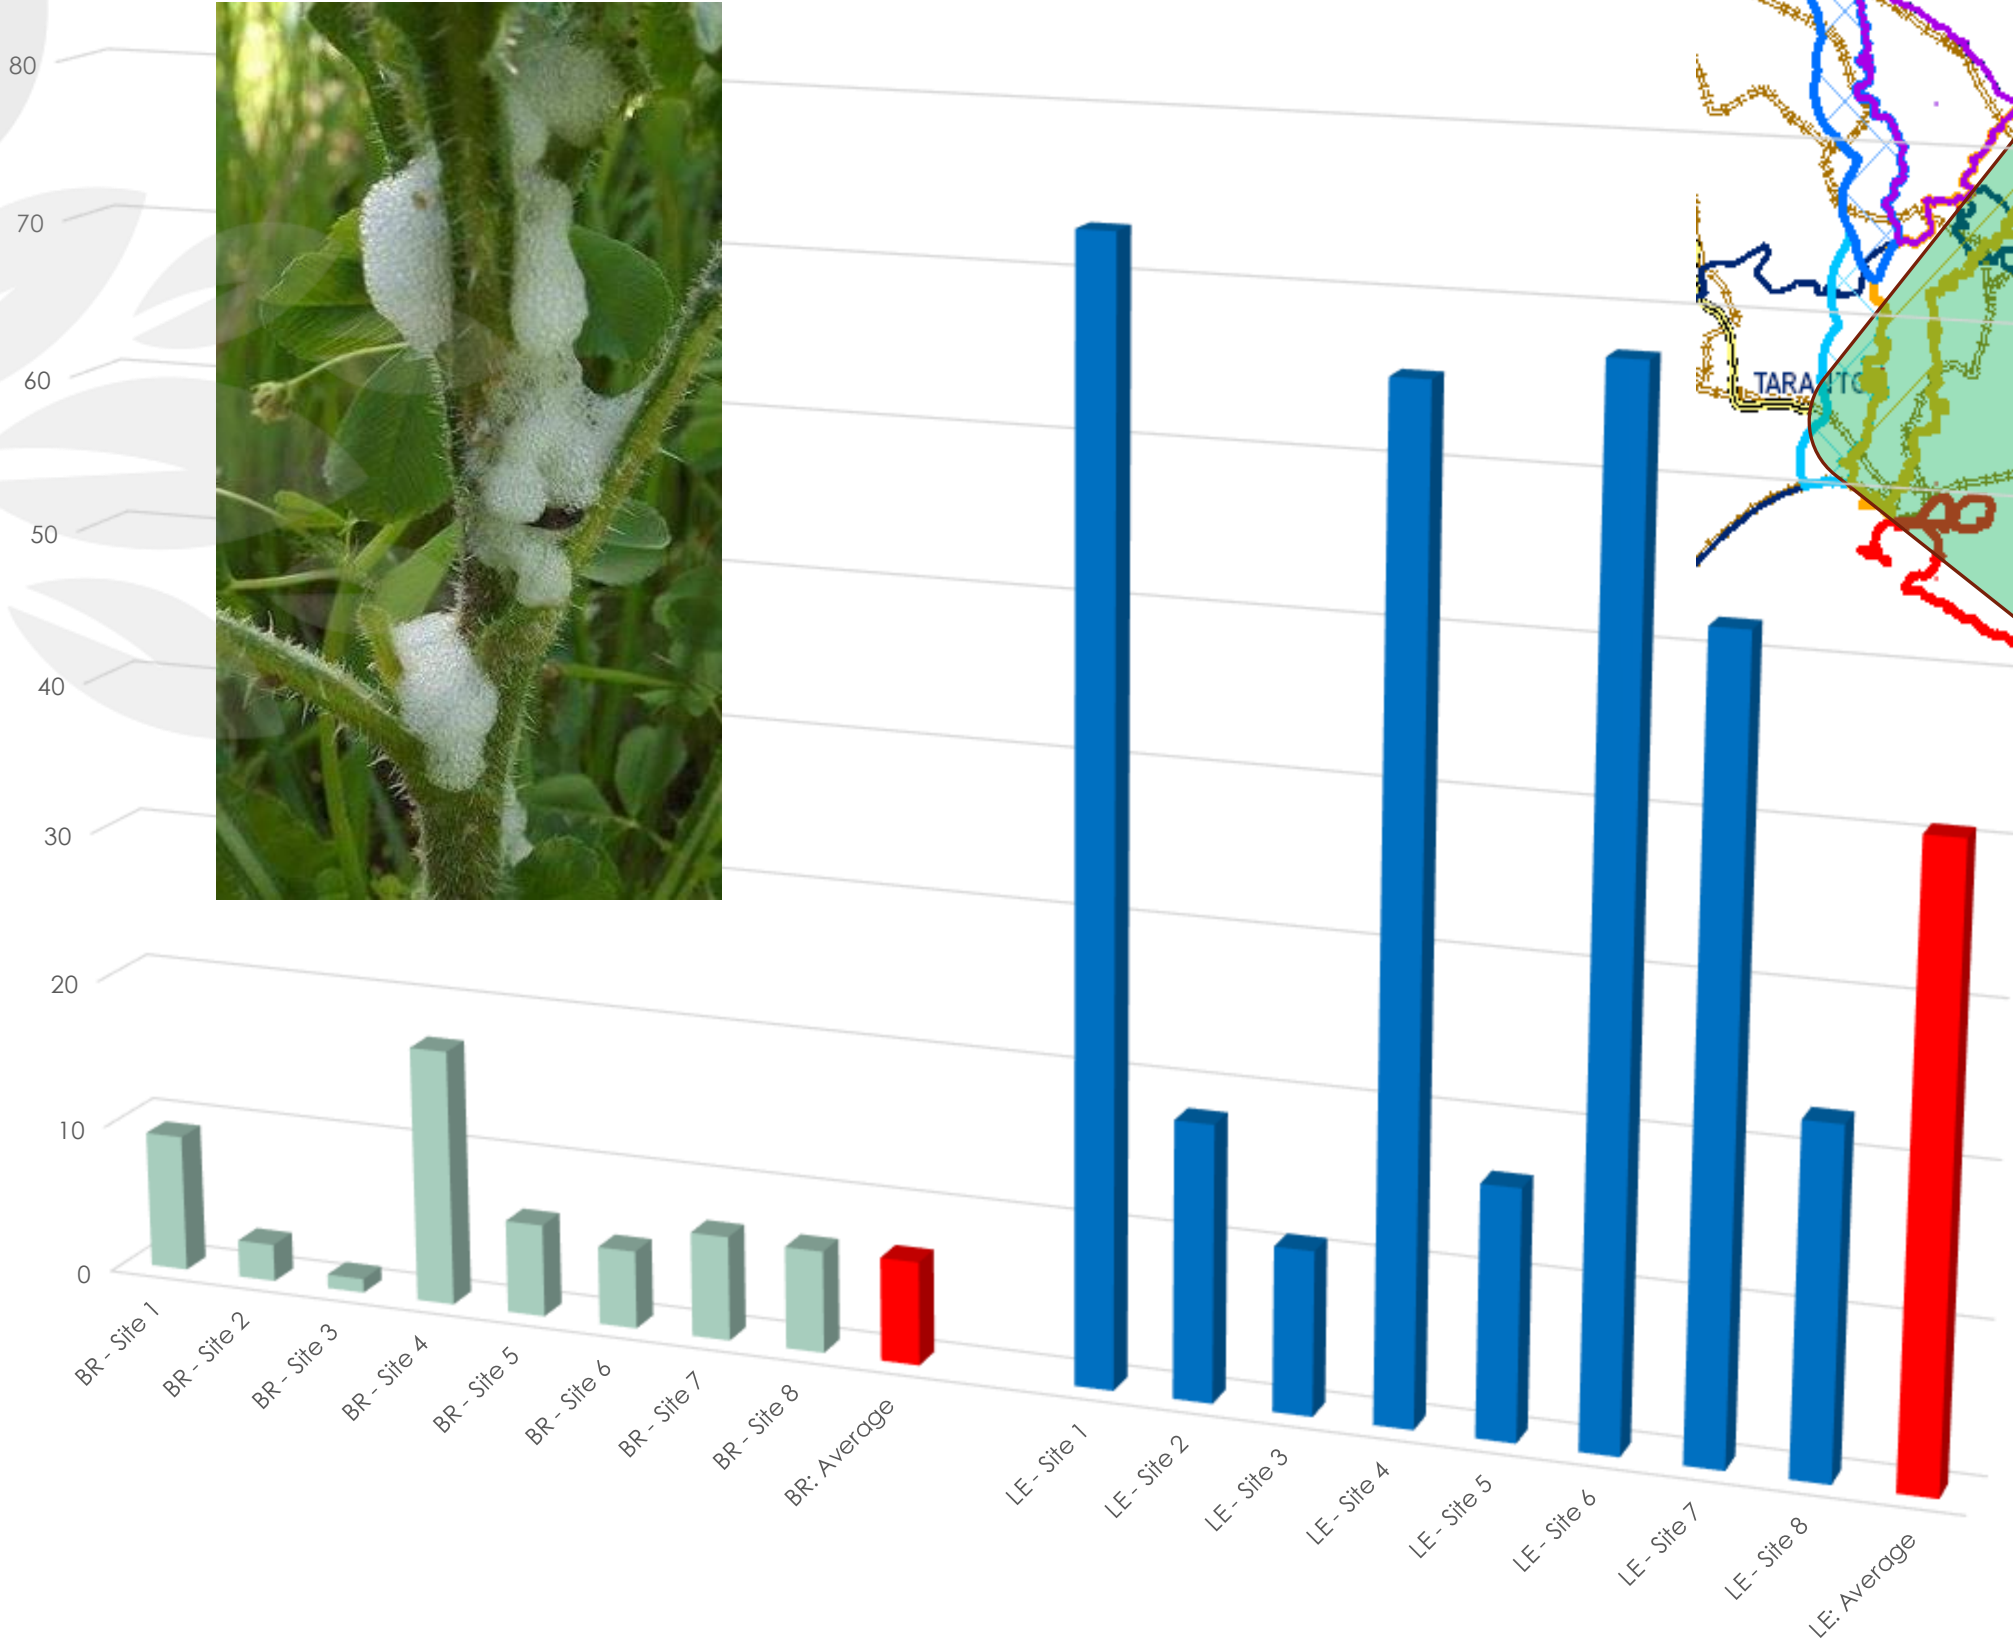 80
70
60
50
40
30
20
10
0
BR - Site 1
BR - Site 2
BR - Site 3
BR - Site 4
BR - Site 5
BR - Site 6
BR - Site 7
BR - Site 8
BR: Average
LE - Site 1
LE - Site 2
LE - Site 3
LE - Site 4
LE - Site 5
LE - Site 6
LE - Site 7
LE - Site 8
LE: Average
TARANTO